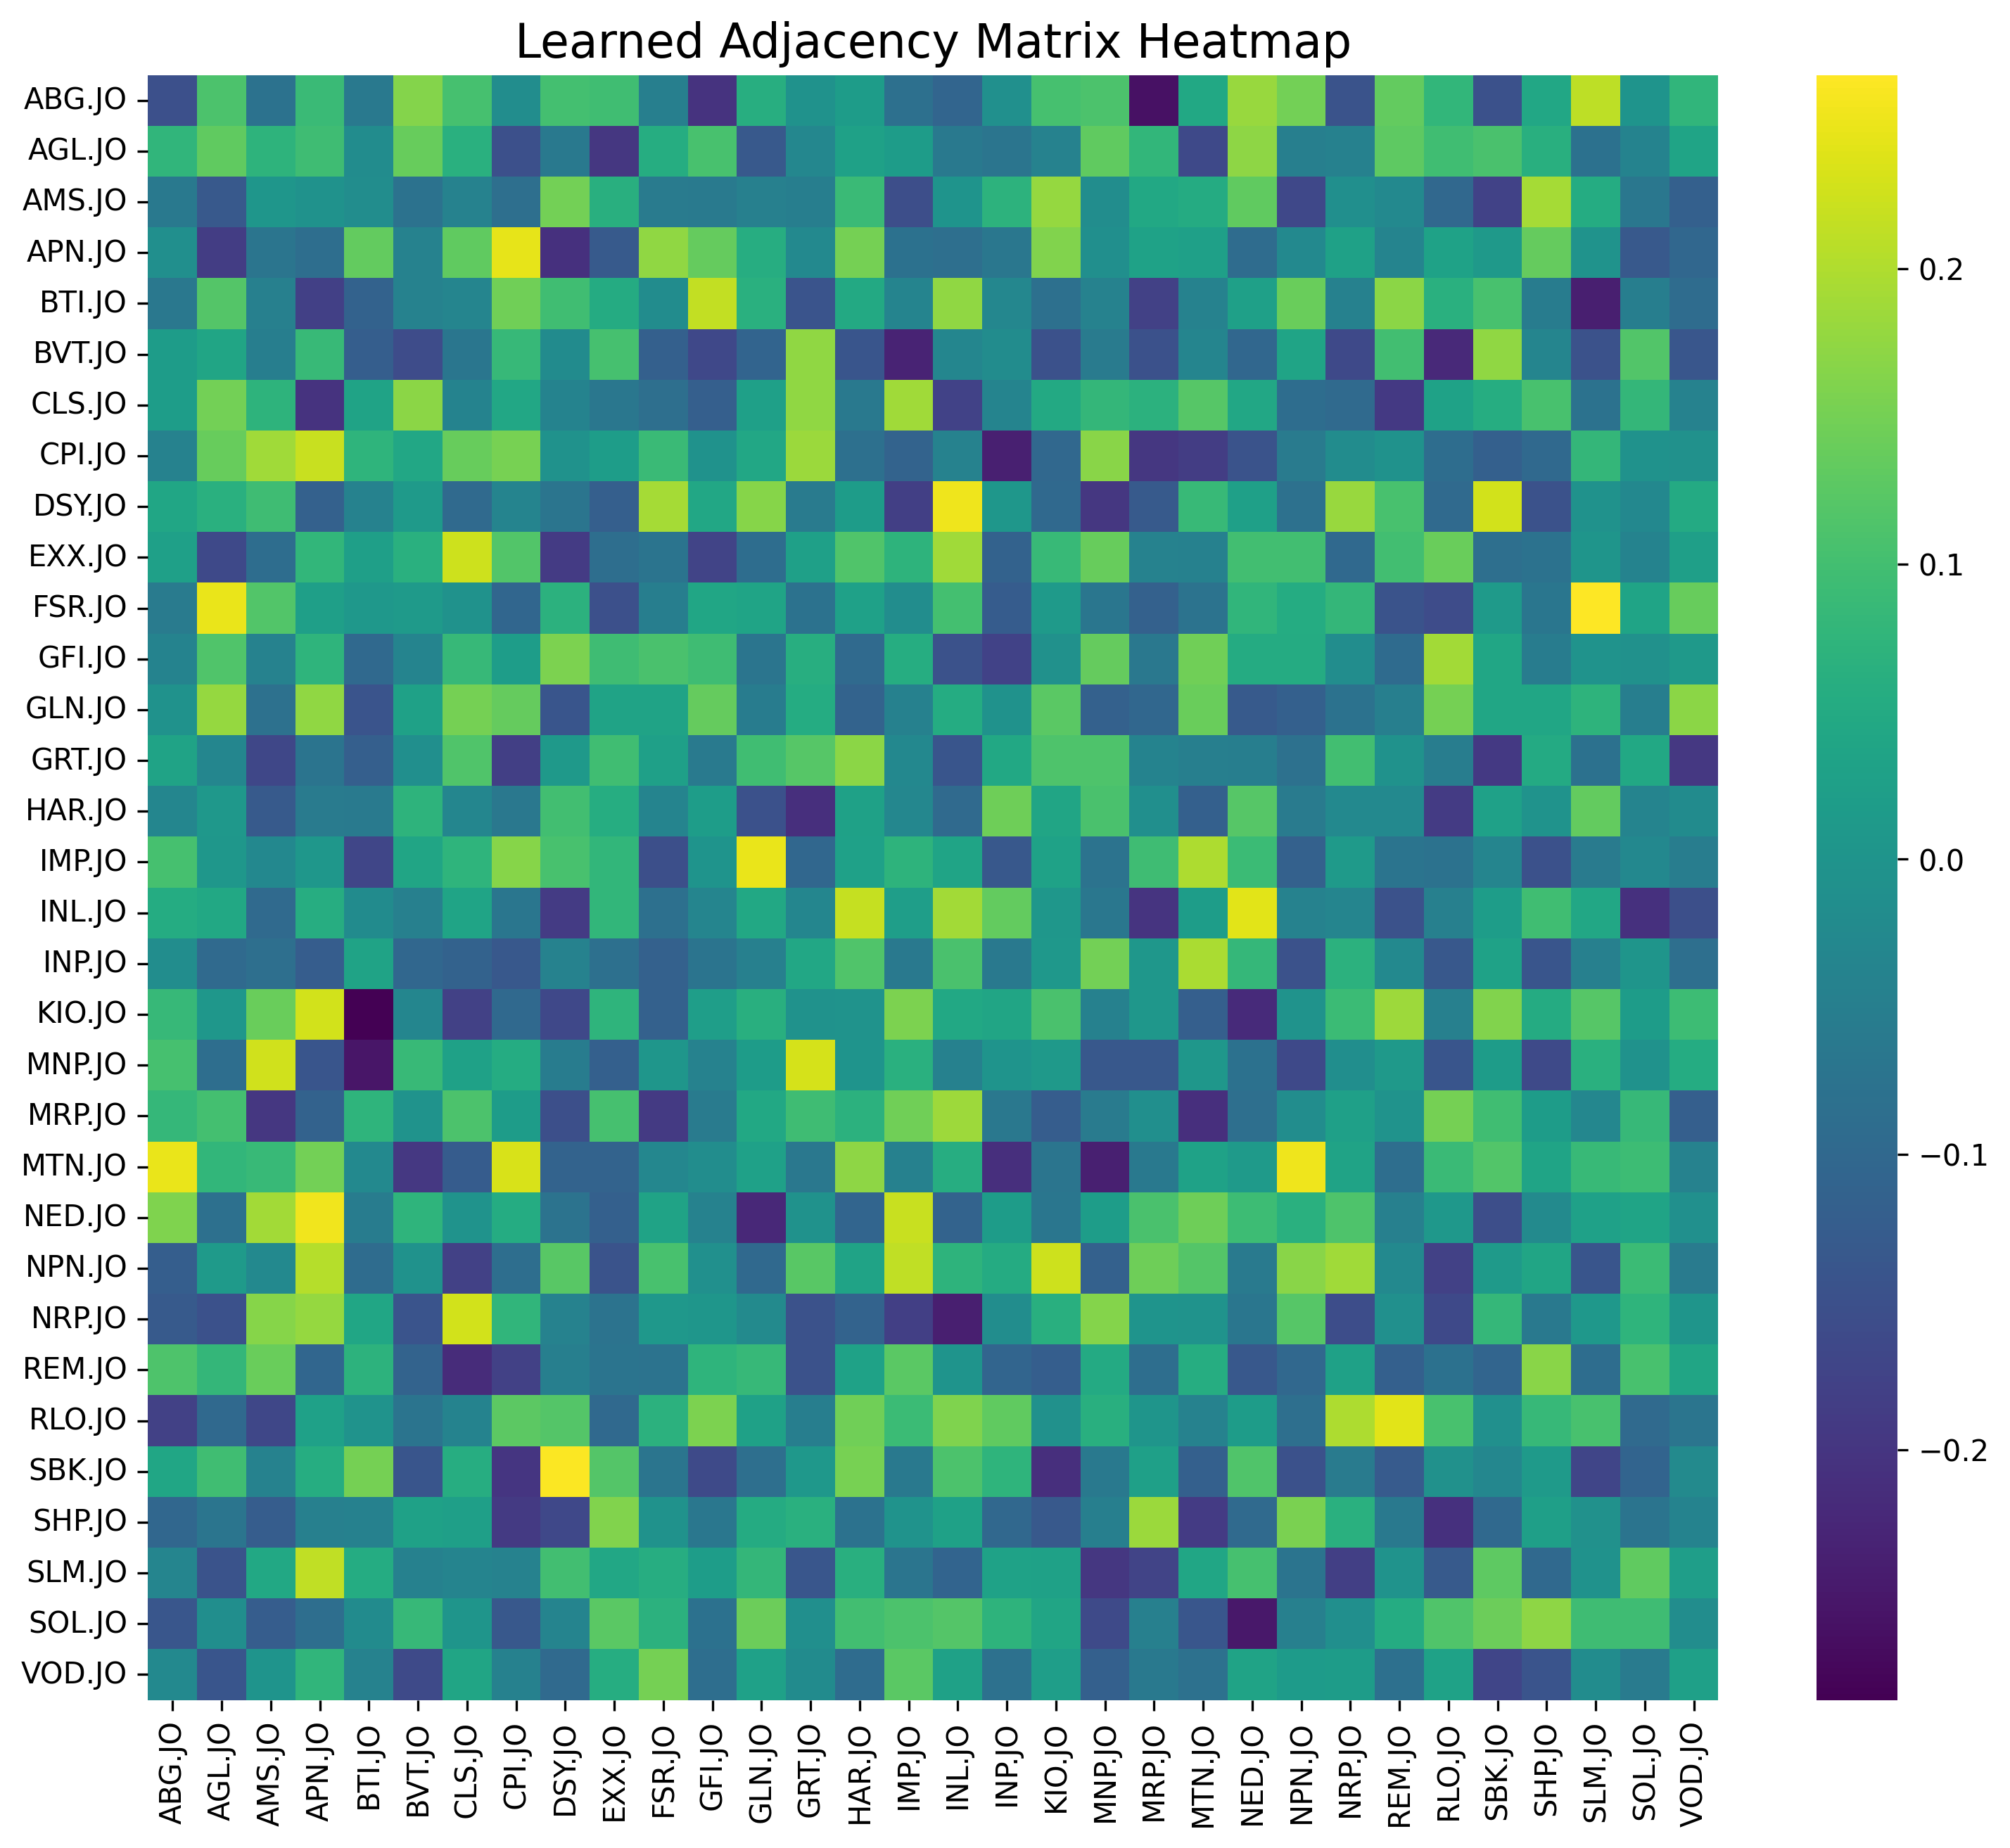 Learned Adjacency Matrix Heatmap
ABG.JO
AGL.JO
AMS.JO
APN.JO
BTI.JO
BVT.JO
CLS.JO
CPI.JO
DSY.JO
EXX.JO
FSR.JO
GFI.JO
GLN.JO
GRT.JO
HAR.JO
IMP.JO
INL.JO
INP.JO
KIO.JO
MNP.JO
MRP.JO
MTN.JO
NED.JO
NPN.JO
NRP.JO
REM.JO
RLO.JO
SBK.JO
SHP.JO
SLM.JO
SOL.JO
VOD.JO
ABG.JO
AGL.JO
AMS.JO
APN.JO
BTI.JO
BVT.JO
CLS.JO
CPI.JO
DSY.JO
EXX.JO
FSR.JO
GFI.JO
GLN.JO
GRT.JO
HAR.JO
IMP.JO
INL.JO
INP.JO
KIO.JO
MNP.JO
MRP.JO
MTN.JO
NED.JO
NPN.JO
NRP.JO
REM.JO
RLO.JO
SBK.JO
SHP.JO
SLM.JO
SOL.JO
VOD.JO
0.2
0.1
0.0
−0.1
−0.2